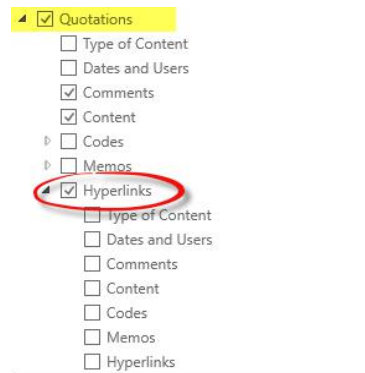 Quotations
Type of Content
Dates and Users
Comments
Content
Codes
Memos
Hyperlinks
Type of Content
Dates and Users
Comments
Content
Codes
Memos
Hyperlinks